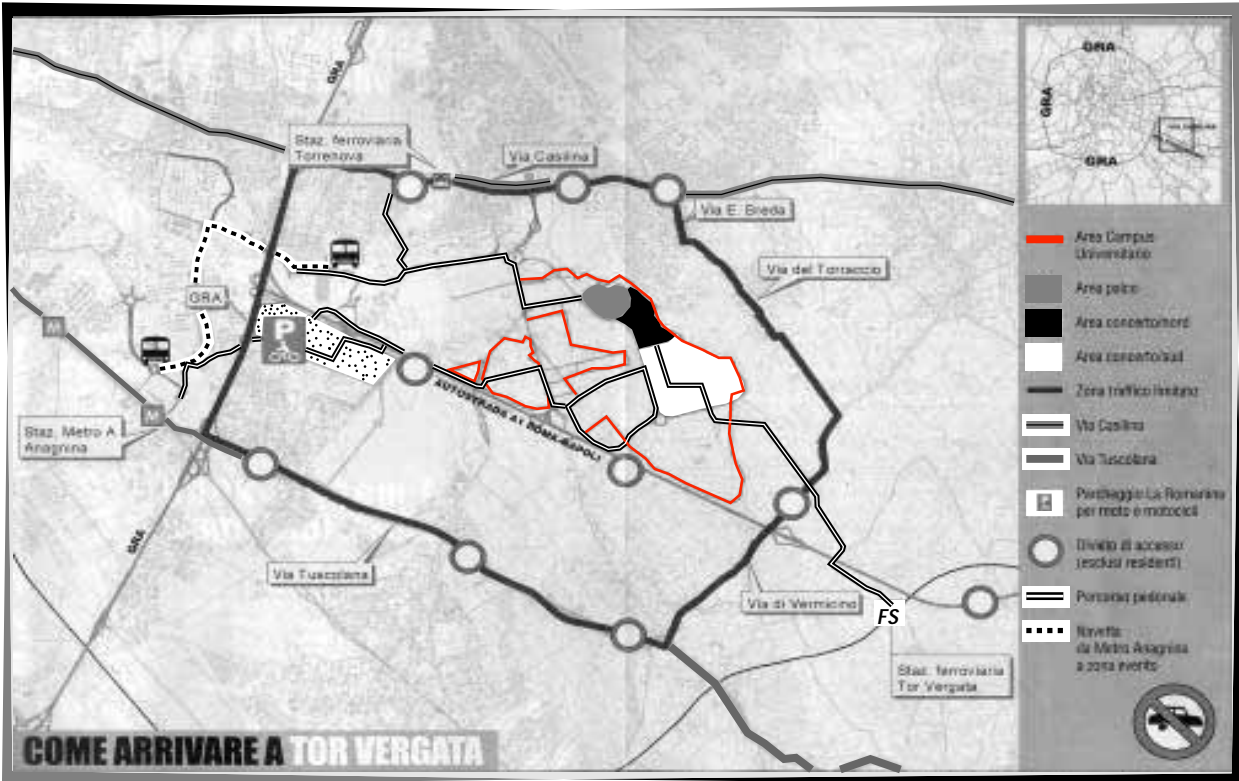 GRA
Staz. ferroviaria
Torrenova
Via Casilina
Via E. Breda
Via del Torraccio
GRA
P
M
M
Staz. Metro A
Anagnina
AUTOSTRADA A1 ROMA-NAPOLI
GRA
Via Tuscolana
Via di Vermicino
FS
Staz. ferroviaria
Tor Vergata
COME ARRIVARE A TOR VERGATA
GRA
GRA
GRA
Area Campus
Universitario
Area palco
Area concerto/nord
Area concerto/sud
Zona traffico limitato
Via Casilina
Via Tuscolana
Parcheggio La Romanina
per moto e motocicli
Divieto di accesso
(esclusi residenti)
Percorso pedonale
Navetta
da Metro Anagnina
a zona evento